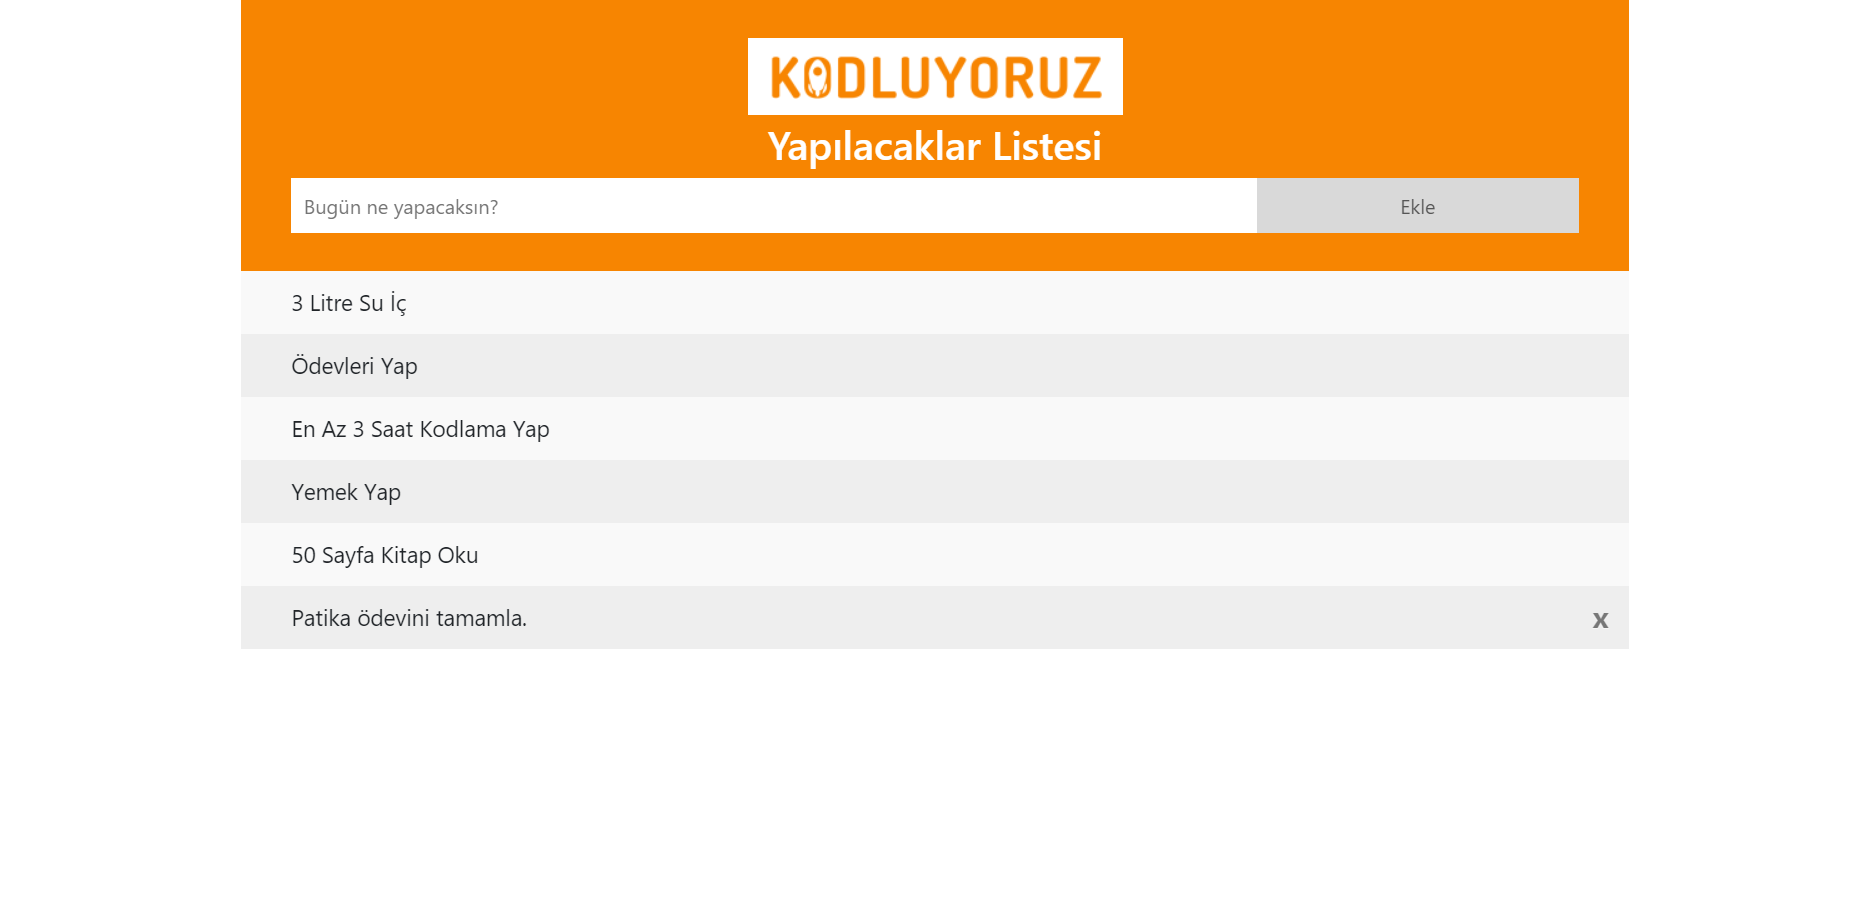 KODLUYORUZ
Yapılacaklar Listesi
Bugün ne yapacaksın?
Ekle
3 Litre Su İç
Ödevleri Yap
En Az 3 Saat Kodlama Yap
Yemek Yap
50 Sayfa Kitap Oku
Patika ödevini tamamla.
x